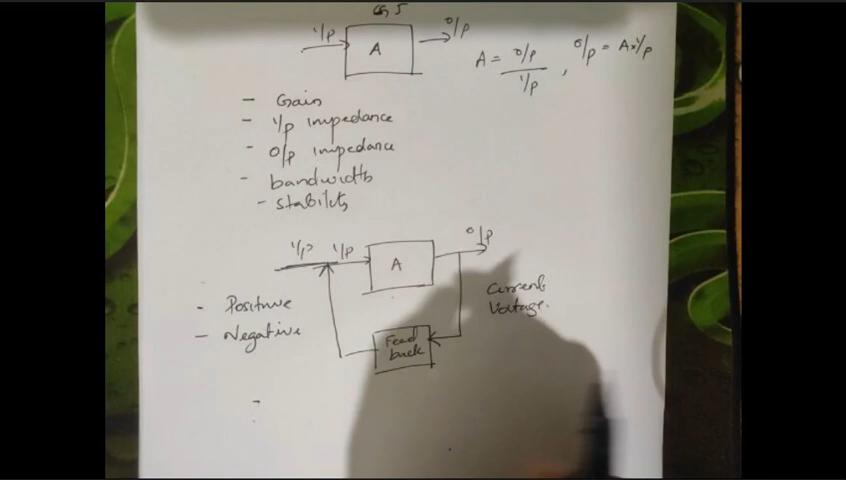 I/P
A
O/P
A = O/P / I/P , O/P = A x I/P
- Gain
- I/P impedance
- O/P impedance
- bandwidth
- stability
I/P I/P A O/P
- Positive
- Negative
Feed
back
Current
Voltage.